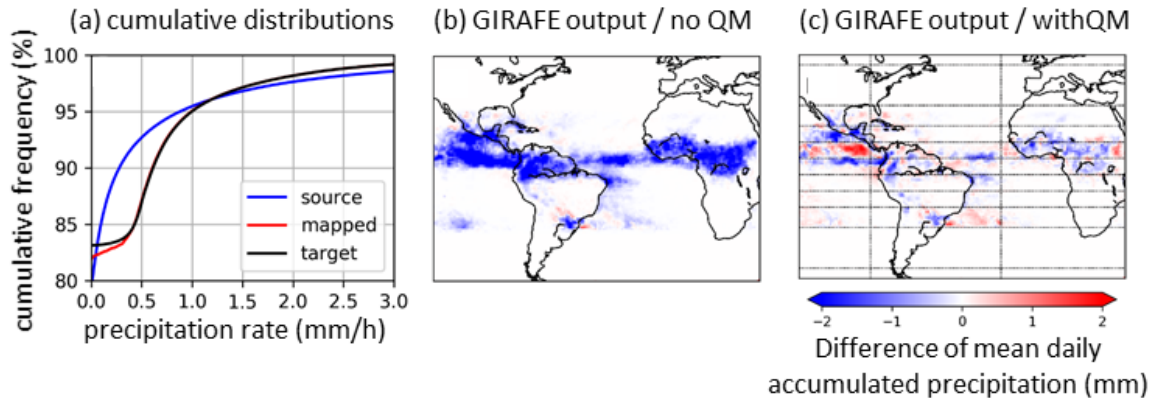 (a) cumulative distributions
(b) GIRAFE output / no QM
(c) GIRAFE output / withQM
cumulative frequency (%)
100
95
90
85
80
source
mapped
target
0.0 0.5 1.0 1.5 2.0 2.5 3.0
precipitation rate (mm/h)
−2 −1 0 1 2
Difference of mean daily
accumulated precipitation (mm)